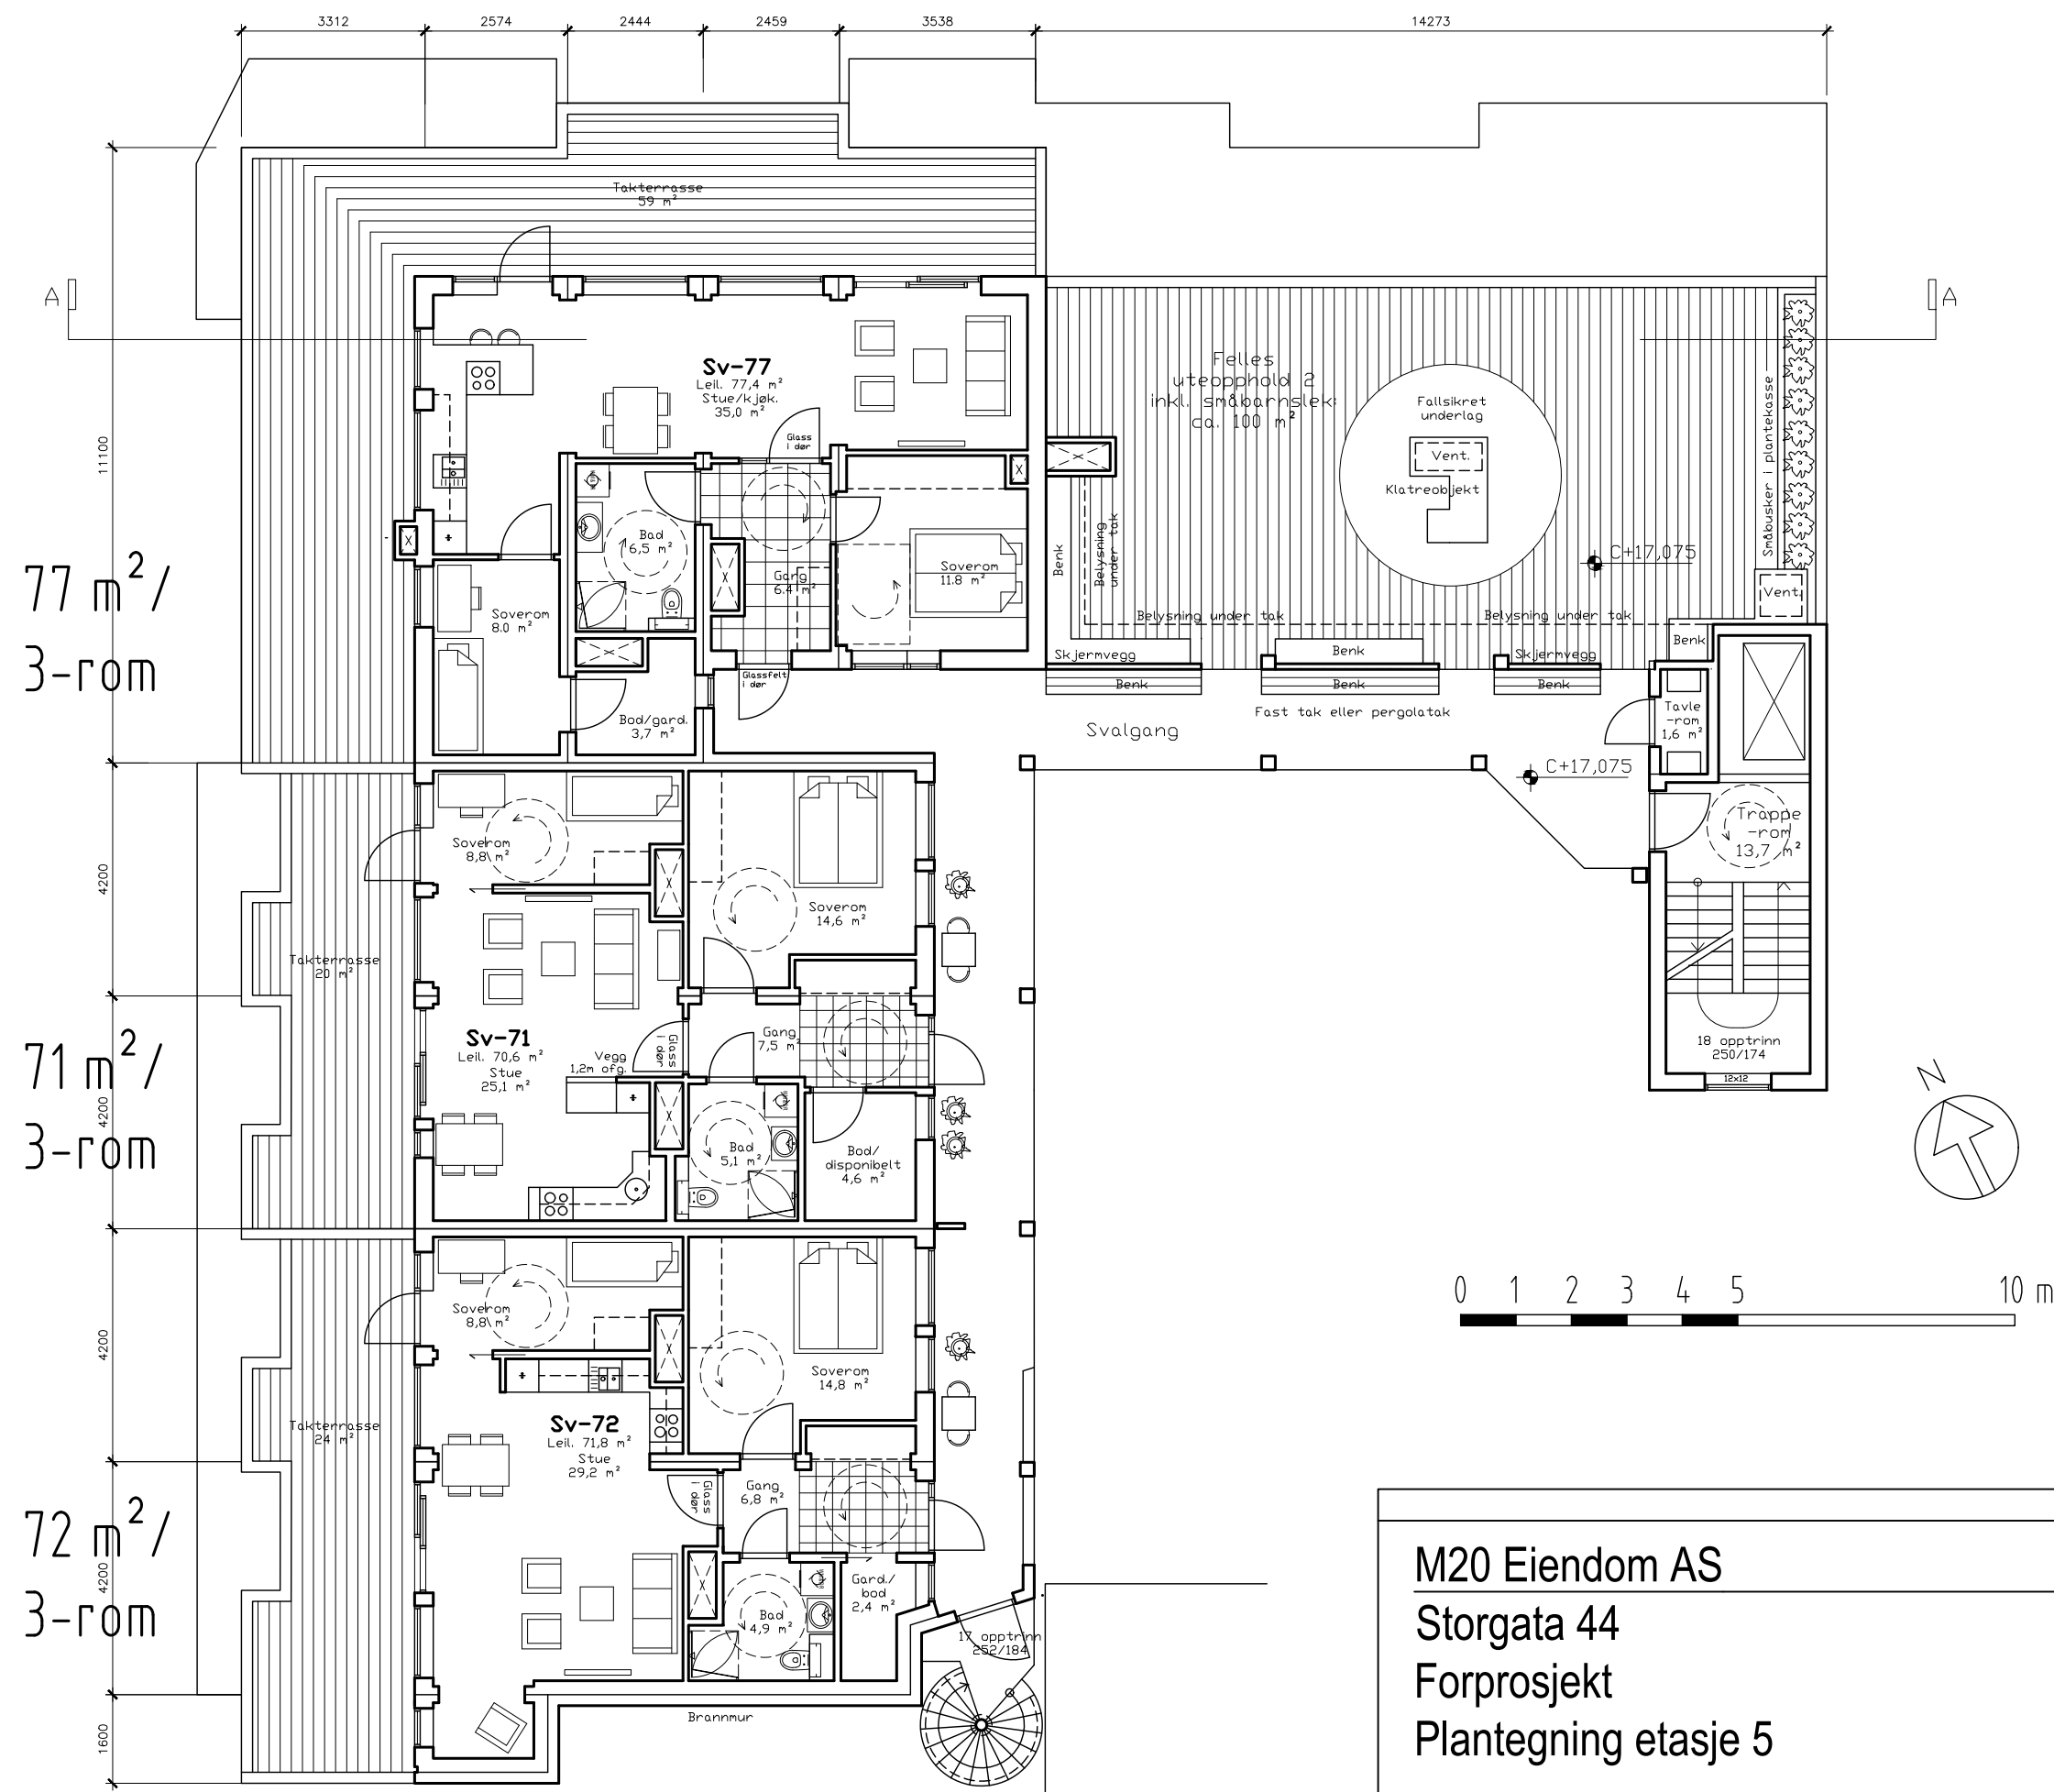 3312 2574 2444 2459 3538 14273
Takterrasse
59 m²
A A
11100
Sv-77
Leil. 77,4 m²
Stue/kjøk.
35,0 m²
Glass
i dør
Felles
uteopphold 2
inkl. småbarnslek:
ca. 100 m²
Fallsikret
underlag
Vent.
Klatreobjekt
Småbusker i plantekasse
C+17,075
Vent.
Benk
Belysning
under tak
Belysning under tak
Belysning under tak
Benk
Skjermvegg
Benk
Skjermvegg
Benk
Benk
Benk
Fast tak eller pergolatak
Svalgang
77 m² /
3-rom
Bad
6,5 m²
Gang
6.4 m²
Soverom
11.8 m²
Soverom
8.0 m²
Glassfelt
i dør
Bod/gard.
3,7 m²
Tavle
-rom
1,6 m²
C+17,075
Trappe
-rom
13,7 m²
18 opptrinn
250/174
12x12
N
4200
Soverom
8,8 m²
Soverom
14,6 m²
Takterrasse
20 m²
71 m² /
3-rom
4200
Sv-71
Leil. 70,6 m²
Stue
25,1 m²
Vegg
1,2m ofg.
Glass
i dør
Gang
7,5 m²
Bad
5,1 m²
Bod/
disponibelt
4,6 m²
0 1 2 3 4 5 10 m
4200
Soverom
8,8 m²
Soverom
14,8 m²
Takterrasse
24 m²
Sv-72
Leil. 71,8 m²
Stue
29,2 m²
Glass
i dør
Gang
6,8 m²
72 m² /
3-rom
4200
Bad
4,9 m²
Gard./
bod
2,4 m²
17 opptrinn
252/184
Brannmur
1600
M20 Eiendom AS
Storgata 44
Forprosjekt
Plantegning etasje 5